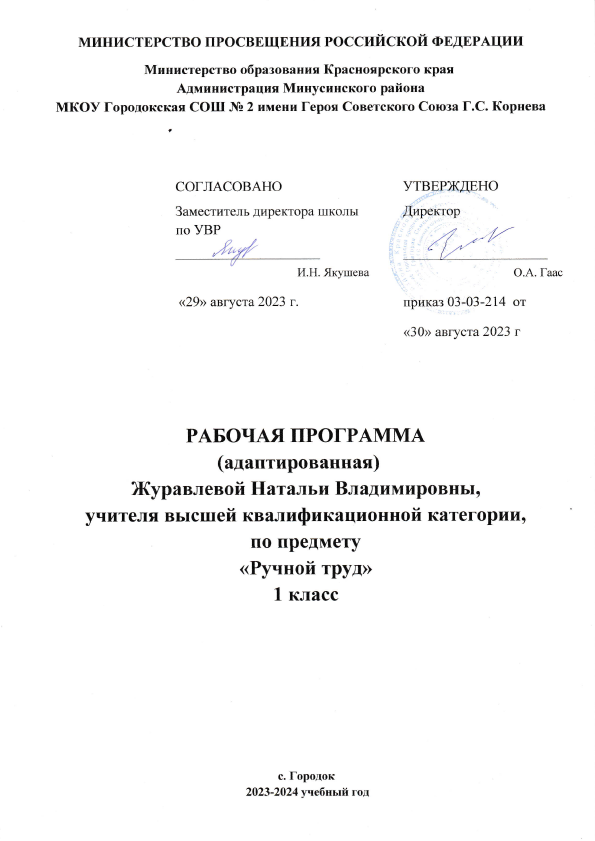 МИНИСТЕРСТВО ПРОСВЕЩЕНИЯ РОССИЙСКОЙ ФЕДЕРАЦИИ
Министерство образования Красноярского края
Администрация Минусинского района
МКОУ Городокская СОШ № 2 имени Героя Советского Союза Г.С. Корнева
СОГЛАСОВАНО
Заместитель директора школы
по УВР
И.Н. Якушева
«29» августа 2023 г.
УТВЕРЖДЕНО
Директор
О.А. Гаас
приказ 03-03-214 от
«30» августа 2023 г
РАБОЧАЯ ПРОГРАММА
(адаптированная)
Журавлевой Натальи Владимировны,
учителя высшей квалификационной категории,
по предмету
«Ручной труд»
1 класс
с. Городок
2023-2024 учебный год